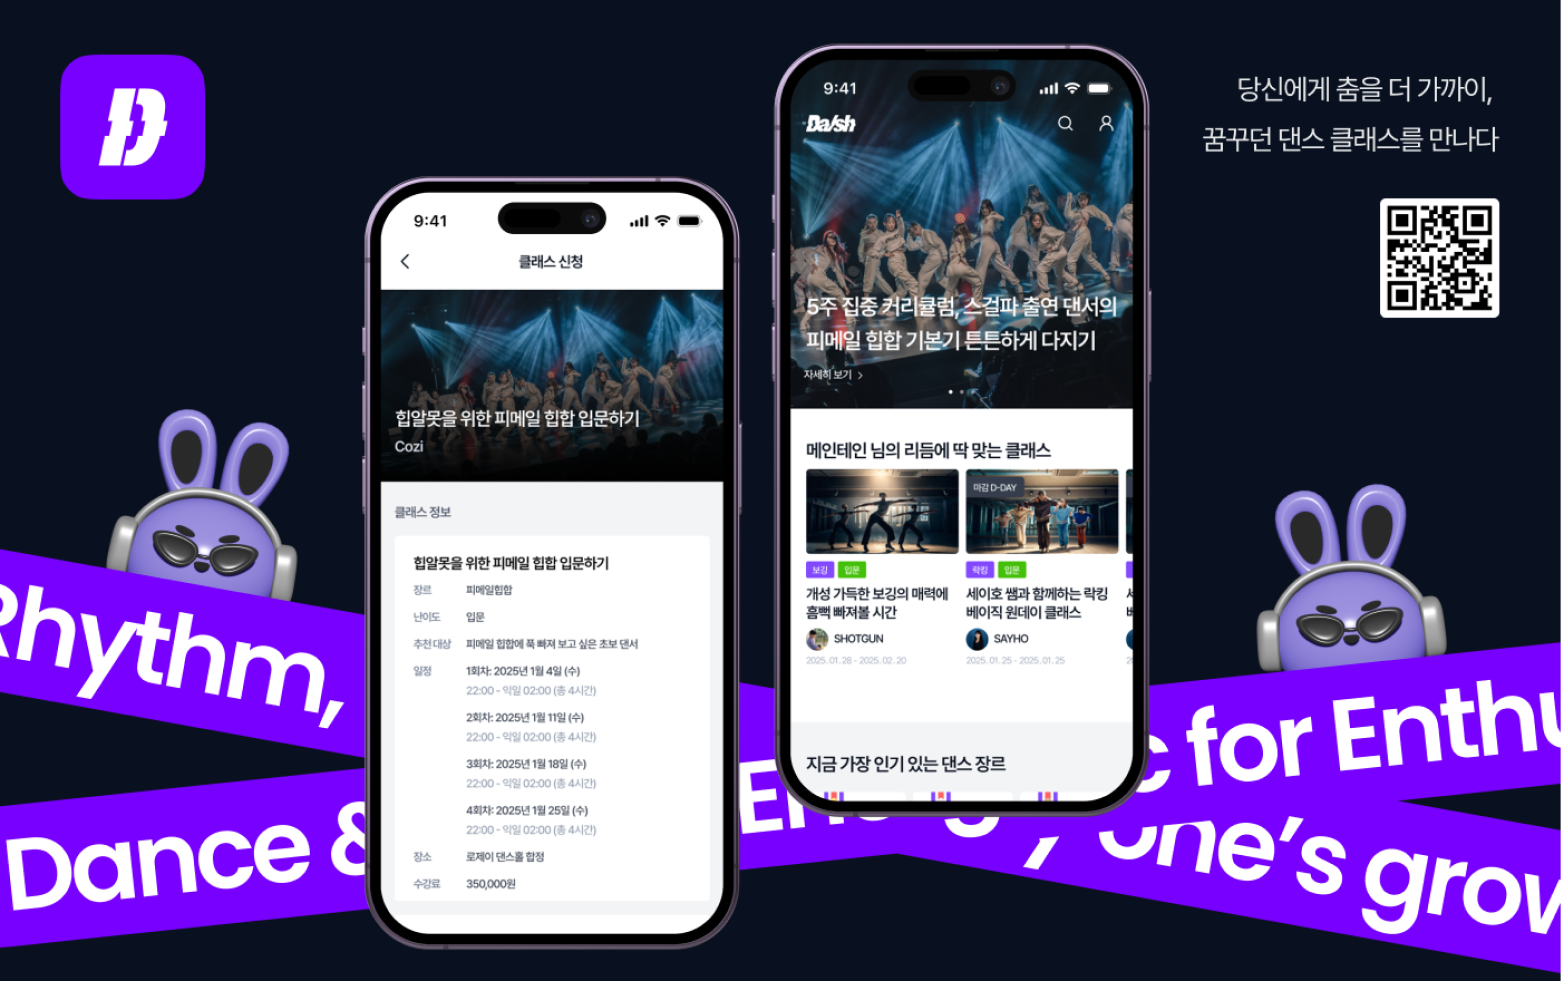 당신에게 춤을 더 가까이,
꿈꾸던 댄스 클래스를 만나다
9:41
클래스 신청
힙알못을 위한 피메일 힙합 입문하기
Cozi
클래스 정보
힙알못을 위한 피메일 힙합 입문하기
장르 피메일힙합
난이도 입문
추천 대상 피메일 힙합에 푹 빠져 보고 싶은 초보 댄서
일정 1회차: 2025년 1월 4일 (수)
22:00 - 익일 02:00 (총 4시간)
2회차: 2025년 1월 11일 (수)
22:00 - 익일 02:00 (총 4시간)
3회차: 2025년 1월 18일 (수)
22:00 - 익일 02:00 (총 4시간)
4회차: 2025년 1월 25일 (수)
22:00 - 익일 02:00 (총 4시간)
장소 로제이 댄스홀 합정
수강료 350,000원
9:41
Da/sh
5주 집중 커리큘럼, 스걸파 출연 댄서의
피메일 힙합 기본기 튼튼하게 다지기
자세히 보기
메인테인 님의 리듬에 딱 맞는 클래스
보깅 입문
개성 가득한 보깅의 매력에
흠뻑 빠져볼 시간
SHOTGUN
2025. 01. 28 - 2025. 02. 20
마감 D-DAY
락킹 입문
세이호 쌤과 함께하는 락킹
베이직 원데이 클래스
SAYHO
2025. 01. 25 - 2025. 01. 25
지금 가장 인기 있는 댄스 장르
Rhythm,
Dance &
for Enthu
one's grow